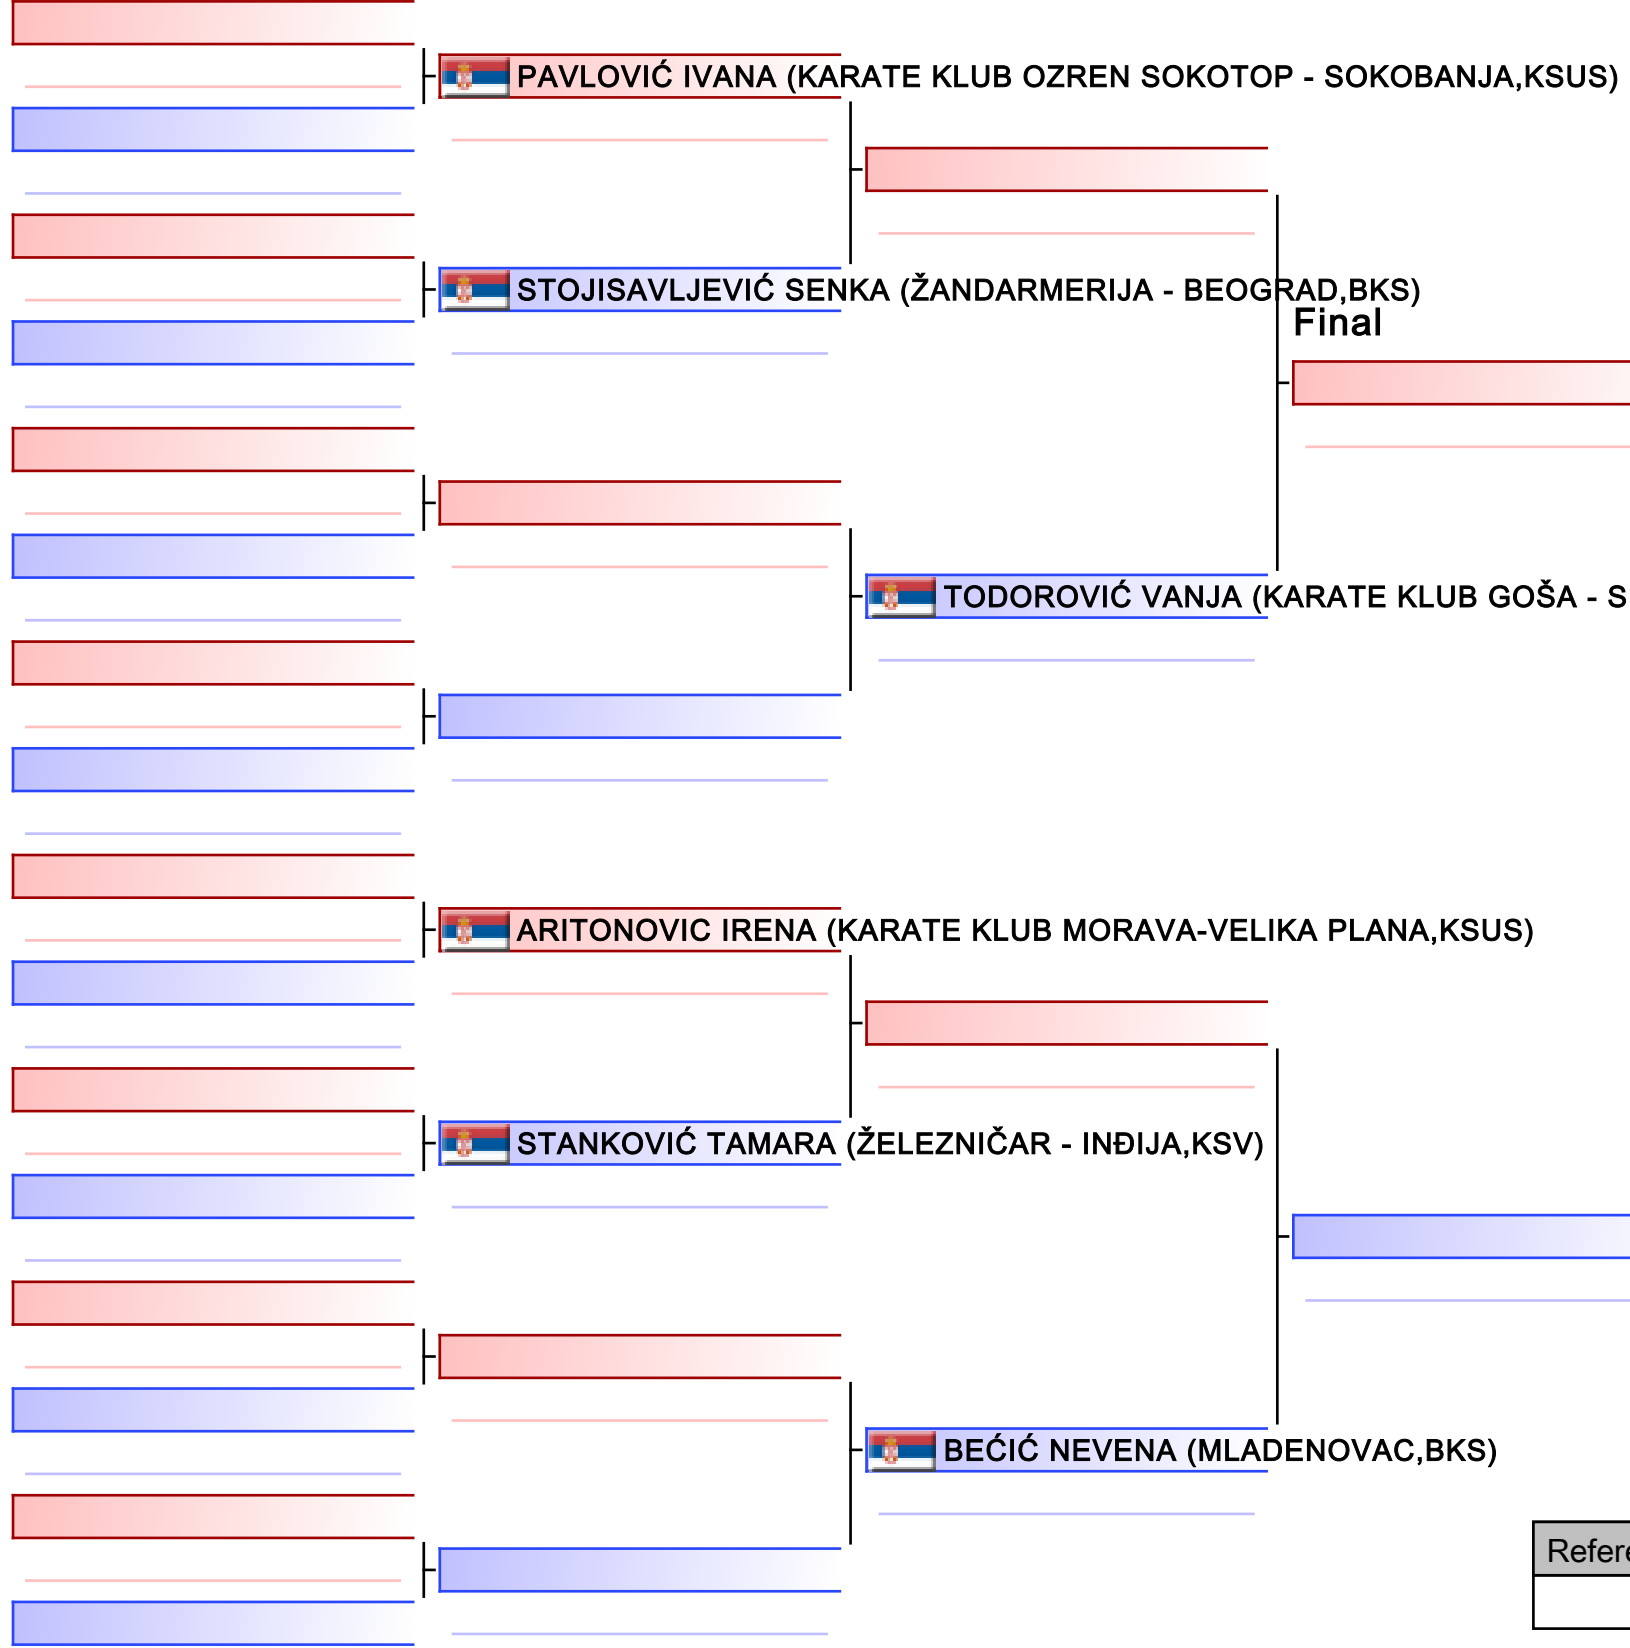 PAVLOVIĆ IVANA (KARATE KLUB OZREN SOKOTOP - SOKOBANJA,KSUS)
STOJISAVLJEVIĆ SENKA (ŽANDARMERIJA - BEOGRAD,BKS)
Final
TODOROVIĆ VANJA (KARATE KLUB GOŠA - S
ARITONOVIC IRENA (KARATE KLUB MORAVA-VELIKA PLANA,KSUS)
STANKOVIĆ TAMARA (ŽELEZNIČAR - INĐIJA,KSV)
BEĆIĆ NEVENA (MLADENOVAC,BKS)
Refere